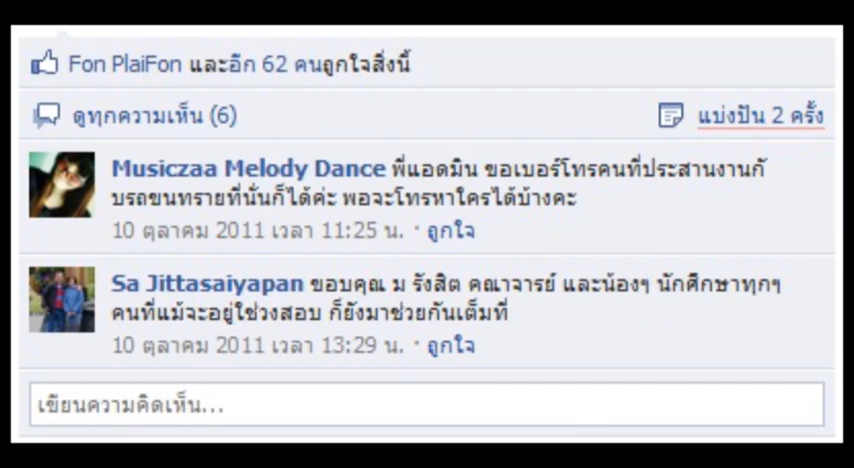 Fon PlaiFon และอีก 62 คนถูกใจสิ่งนี้
ดูทุกความเห็น (6) แบ่งปัน 2 ครั้ง
Musiczaa Melody Dance พี่แอดมิน ขอเบอร์โทรคนที่ประสานงานกั
บรถขนทรายที่นั่นก็ได้ค่ะ พอจะโทรหาใครได้บ้างคะ
10 ตุลาคม 2011 เวลา 11:25 น. · ถูกใจ
Sa Jittasaiyapan ขอบคุณ ม รังสิต คณาจารย์ และน้องๆ นักศึกษาทุกๆ
คนที่แม้จะอยู่ใช่วงสอบ ก็ยังมาช่วยกันเต็มที่
10 ตุลาคม 2011 เวลา 13:29 น. · ถูกใจ
เขียนความคิดเห็น...